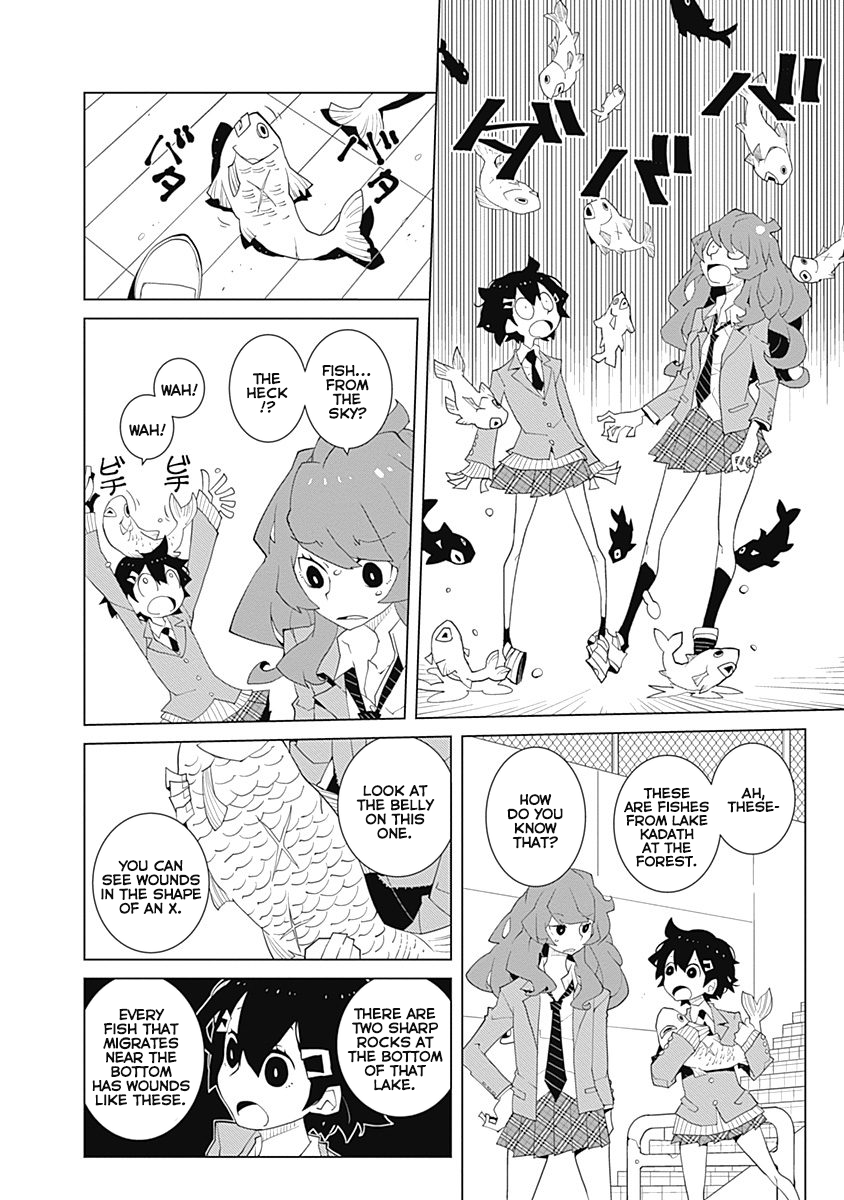 ババ
ダダ
バタ
バタ
FISH...
FROM
THE
SKY?
THE
HECK
!?
WAH!
WAH!
ビチ
ビチ
AH,
THESE-
THESE
ARE FISHES
FROM LAKE
KADATH
AT THE
FOREST.
HOW
DO YOU
KNOW
THAT?
LOOK AT
THE BELLY
ON THIS
ONE.
YOU CAN
SEE WOUNDS
IN THE SHAPE
OF AN X.
THERE ARE
TWO SHARP
ROCKS AT
THE BOTTOM
OF THAT
LAKE.
EVERY
FISH THAT
MIGRATES
NEAR THE
BOTTOM
HAS WOUNDS
LIKE THESE.